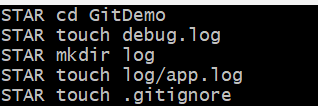 STAR cd GitDemo
STAR touch debug.log
STAR mkdir log
STAR touch log/app.log
STAR touch .gitignore